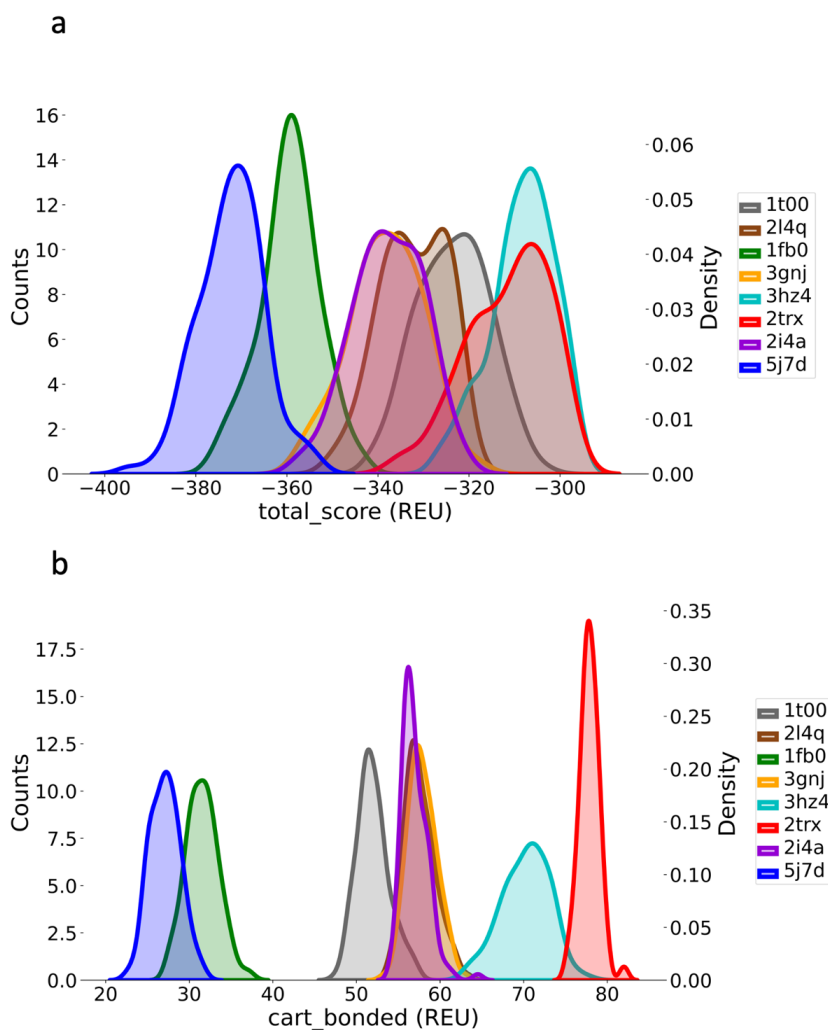 a
16
14
12
10
8
6
4
2
0
Counts
−400 −380 −360 −340 −320 −300
total_score (REU)
0.06
0.05
0.04
0.03
0.02
0.01
0.00
Density
1t00
2l4q
1fb0
3gnj
3hz4
2trx
2i4a
5j7d
b
17.5
15.0
12.5
10.0
7.5
5.0
2.5
0.0
Counts
20 30 40 50 60 70 80
cart_bonded (REU)
0.35
0.30
0.25
0.20
0.15
0.10
0.05
0.00
Density
1t00
2l4q
1fb0
3gnj
3hz4
2trx
2i4a
5j7d